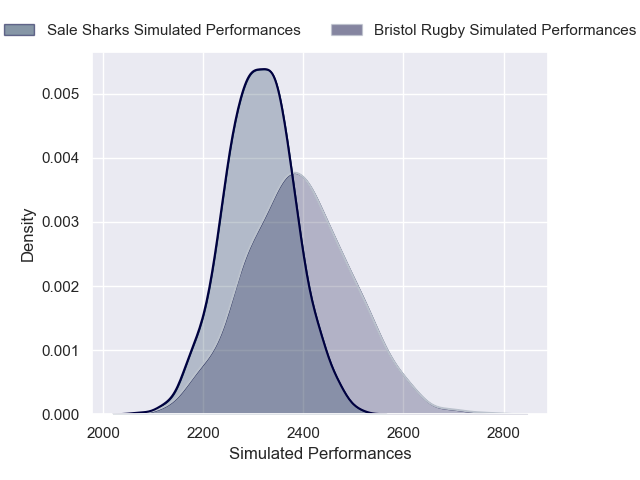 Sale Sharks Simulated Performances
Bristol Rugby Simulated Performances
0.005
0.004
0.003
0.002
0.001
0.000
Density
2000 2200 2400 2600 2800
Simulated Performances